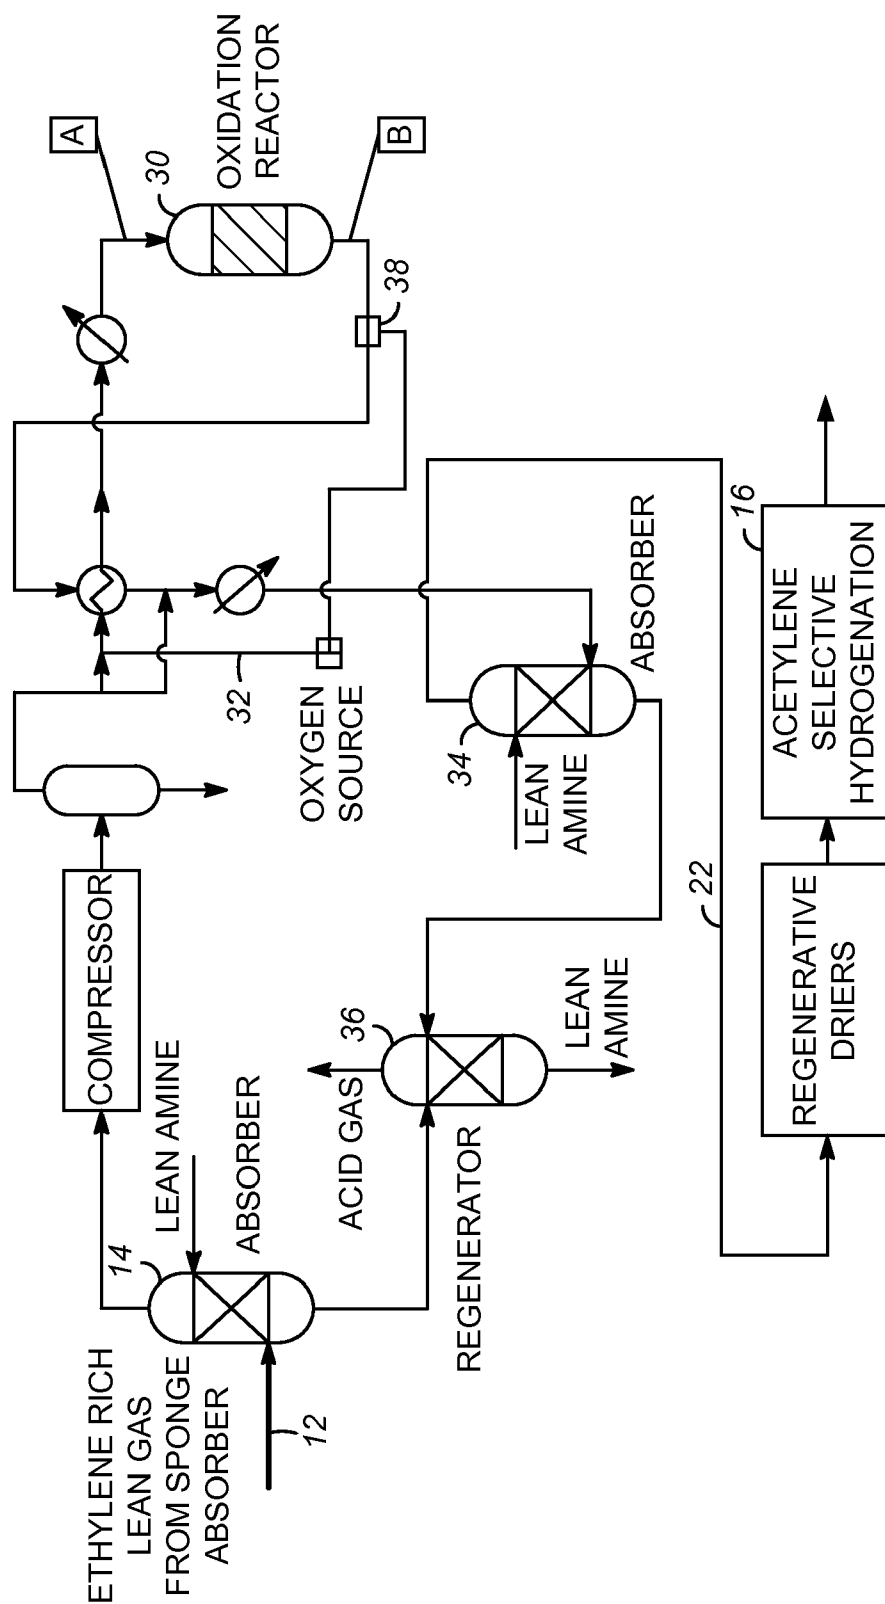 ETHYLENE RICH
LEAN GAS
FROM SPONGE
ABSORBER
12
14
LEAN AMINE
ABSORBER
COMPRESSOR
32
OXYGEN
SOURCE
A
30
OXIDATION
REACTOR
B
38
ACID GAS
36
REGENERATOR
LEAN
AMINE
34
LEAN
AMINE
ABSORBER
22
REGENERATIVE
DRIERS
16
ACETYLENE
SELECTIVE
HYDROGENATION